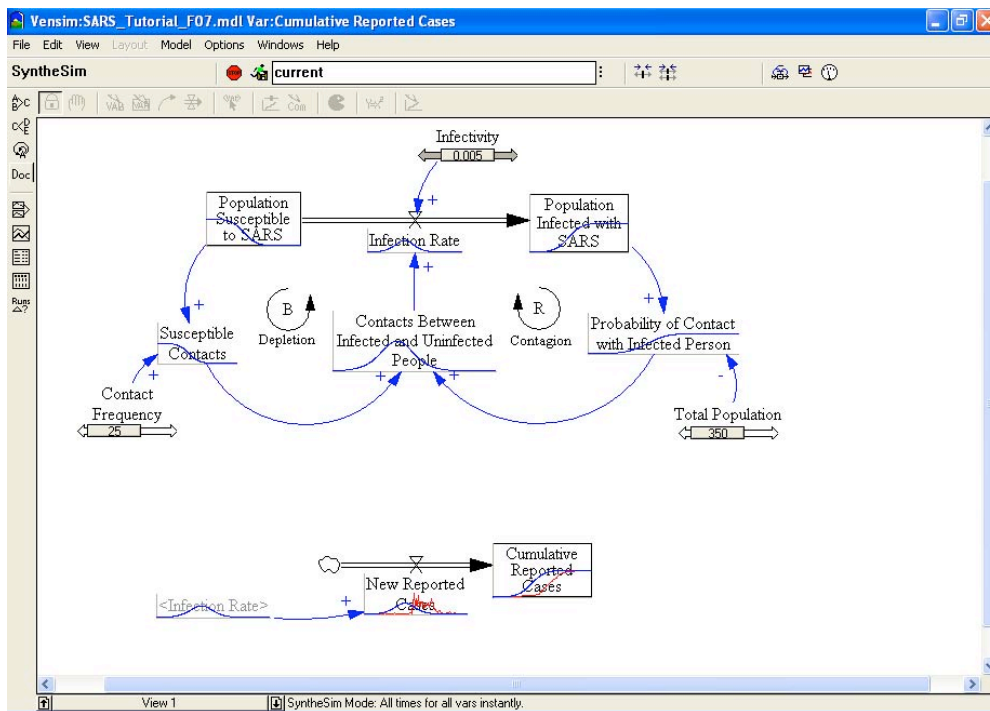 Vensim:SARS_Tutorial_F07.mdl Var:Cumulative Reported Cases
File Edit View Layout Model Options Windows Help
SyntheSim
STOP
current
Doc
Runs
Infectivity
0.005
Population
Susceptible
to SARS
Population
Infected with
SARS
+
Infection Rate
+
+
+
B
Depletion
R
Contagion
Susceptible
Contacts
Contacts Between
Infected and Uninfected
People
Probability of Contact
with Infected Person
+
+
+
-
Contact
Frequency
25
Total Population
350
Cumulative
Reported
Cases
New Reported
Cases
<Infection Rate>
+
View 1
SyntheSim Mode: All times for all vars instantly.